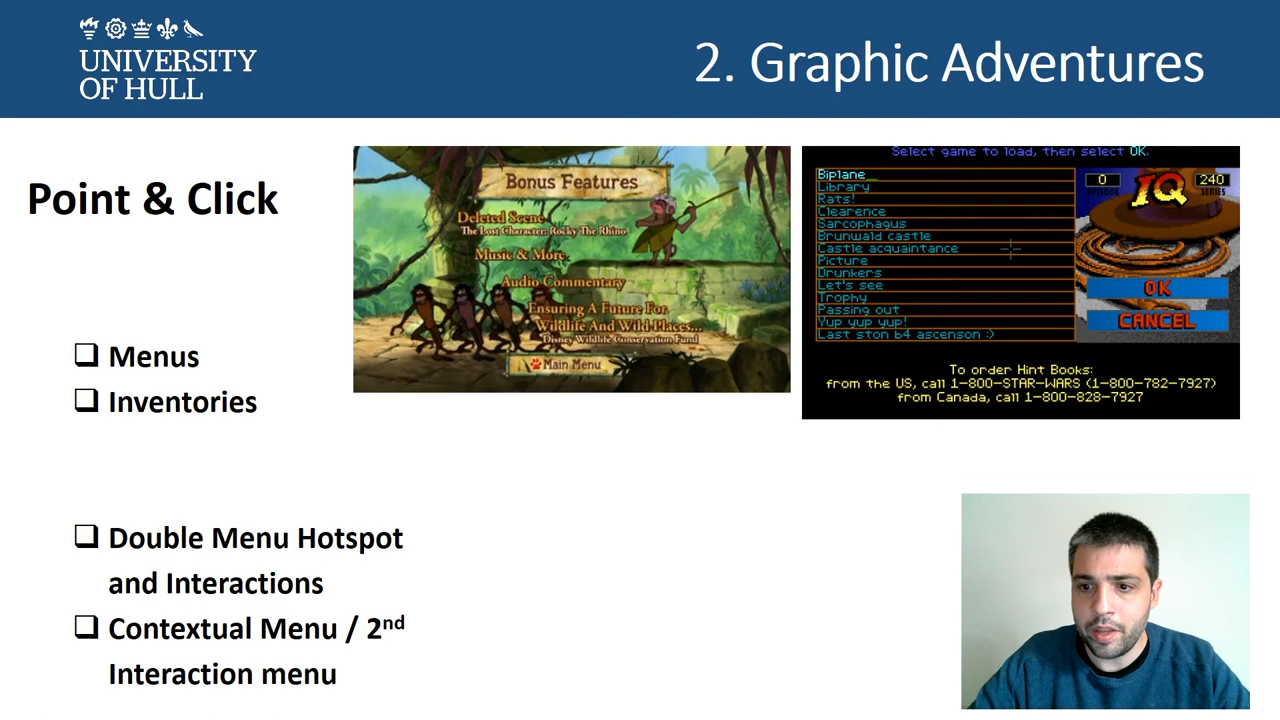 UNIVERSITY
OF HULL
2. Graphic Adventures
Point & Click
Menus
Inventories
Double Menu Hotspot
and Interactions
Contextual Menu / 2nd
Interaction menu
Bonus Features
Deleted Scene
The Lost Character: Rocky The Rhino
Music & More
Audio Commentary
Ensuring A Future For
Wildlife And Wild Places...
Disney Wildlife Conservation Fund
Main Menu
Select game to load, then select OK.
Biplane_
Library
Rats!
Clearence
Sarcophagus
Brunwald castle
Castle acquaintance
Picture
Drunkers
Let's see
Trophy
Passing out
Yup yup yup!
Last ston b4 ascenson :)
0
IQ
240
EPISODE
SERIES
OK
CANCEL
To order Hint Books:
from the US, call 1-800-STAR-WARS (1-800-782-7927)
from Canada, call 1-800-828-7927